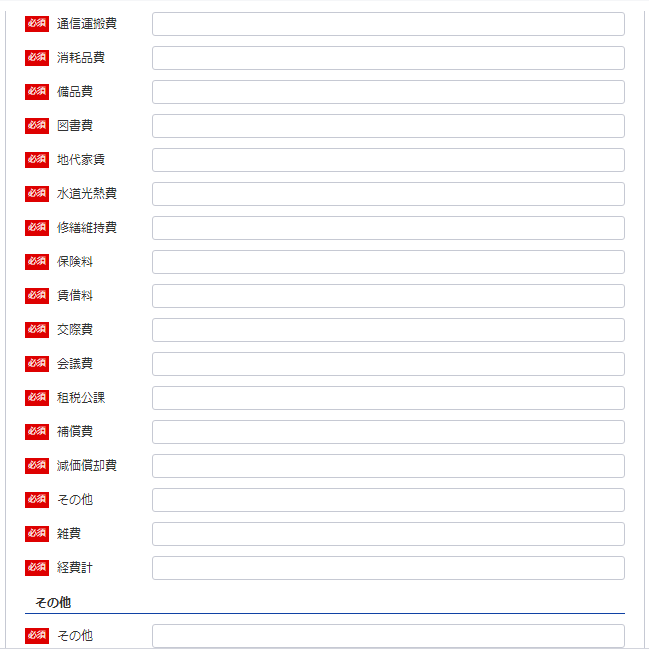 必須 通信運搬費
必須 消耗品費
必須 備品費
必須 図書費
必須 地代家賃
必須 水道光熱費
必須 修繕維持費
必須 保険料
必須 賃借料
必須 交際費
必須 会議費
必須 租税公課
必須 補償費
必須 減価償却費
必須 その他
必須 雑費
必須 経費計
その他
必須 その他